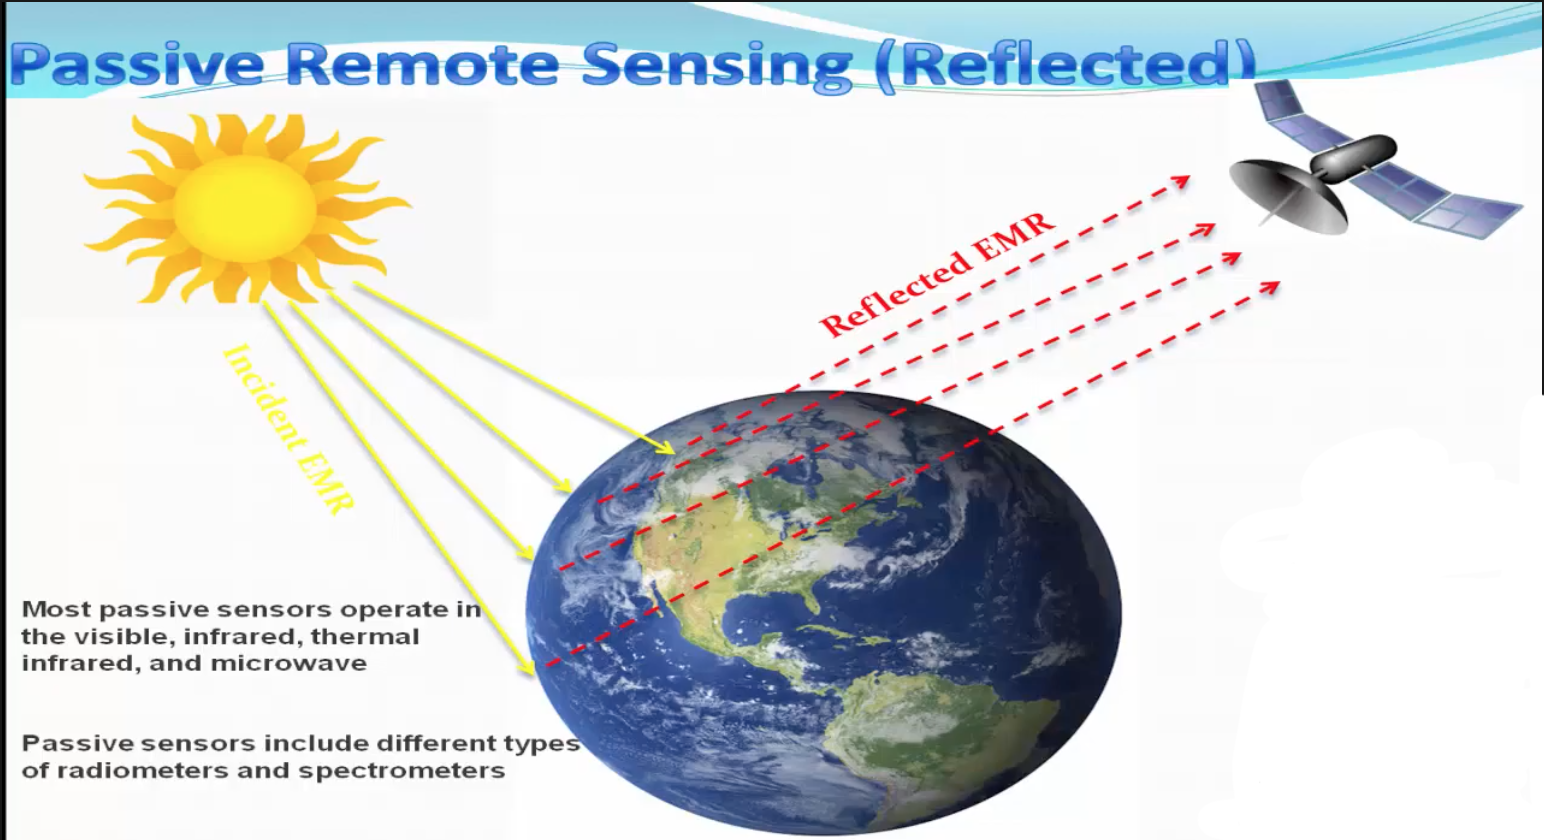 Passive Remote Sensing (Reflected)
Reflected EMR
Incident EMR
Most passive sensors operate in
the visible, infrared, thermal
infrared, and microwave
Passive sensors include different types
of radiometers and spectrometers